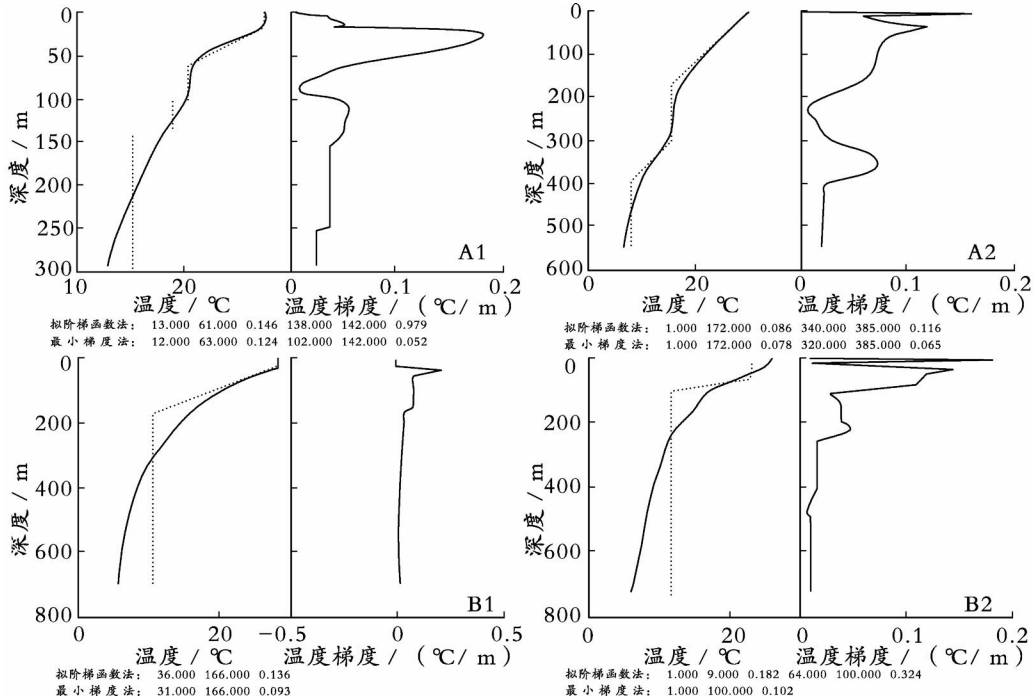 0
50
100
150
200
250
300
深度 / m
10
20
0
0.1
0.2
温度 / ℃
温度梯度 / (℃/ m)
A1
拟阶梯函数法: 13.000 61.000 0.146 138.000 142.000 0.979
最小梯度法: 12.000 63.000 0.124 102.000 142.000 0.052
0
100
200
300
400
500
600
深度 / m
0
20
0
0.1
0.2
温度 / ℃
温度梯度 / (℃/ m)
A2
拟阶梯函数法: 1.000 172.000 0.086 340.000 385.000 0.116
最小梯度法: 1.000 172.000 0.078 320.000 385.000 0.065
0
200
400
600
800
深度 / m
0
20
−0.5
0
0.5
温度 / ℃
温度梯度 / (℃/ m)
B1
拟阶梯函数法: 36.000 166.000 0.136
最小梯度法: 31.000 166.000 0.093
0
200
400
600
800
深度 / m
0
20
0
0.1
0.2
温度 / ℃
温度梯度 / (℃/ m)
B2
拟阶梯函数法: 1.000 9.000 0.182 64.000 100.000 0.324
最小梯度法: 1.000 100.000 0.102